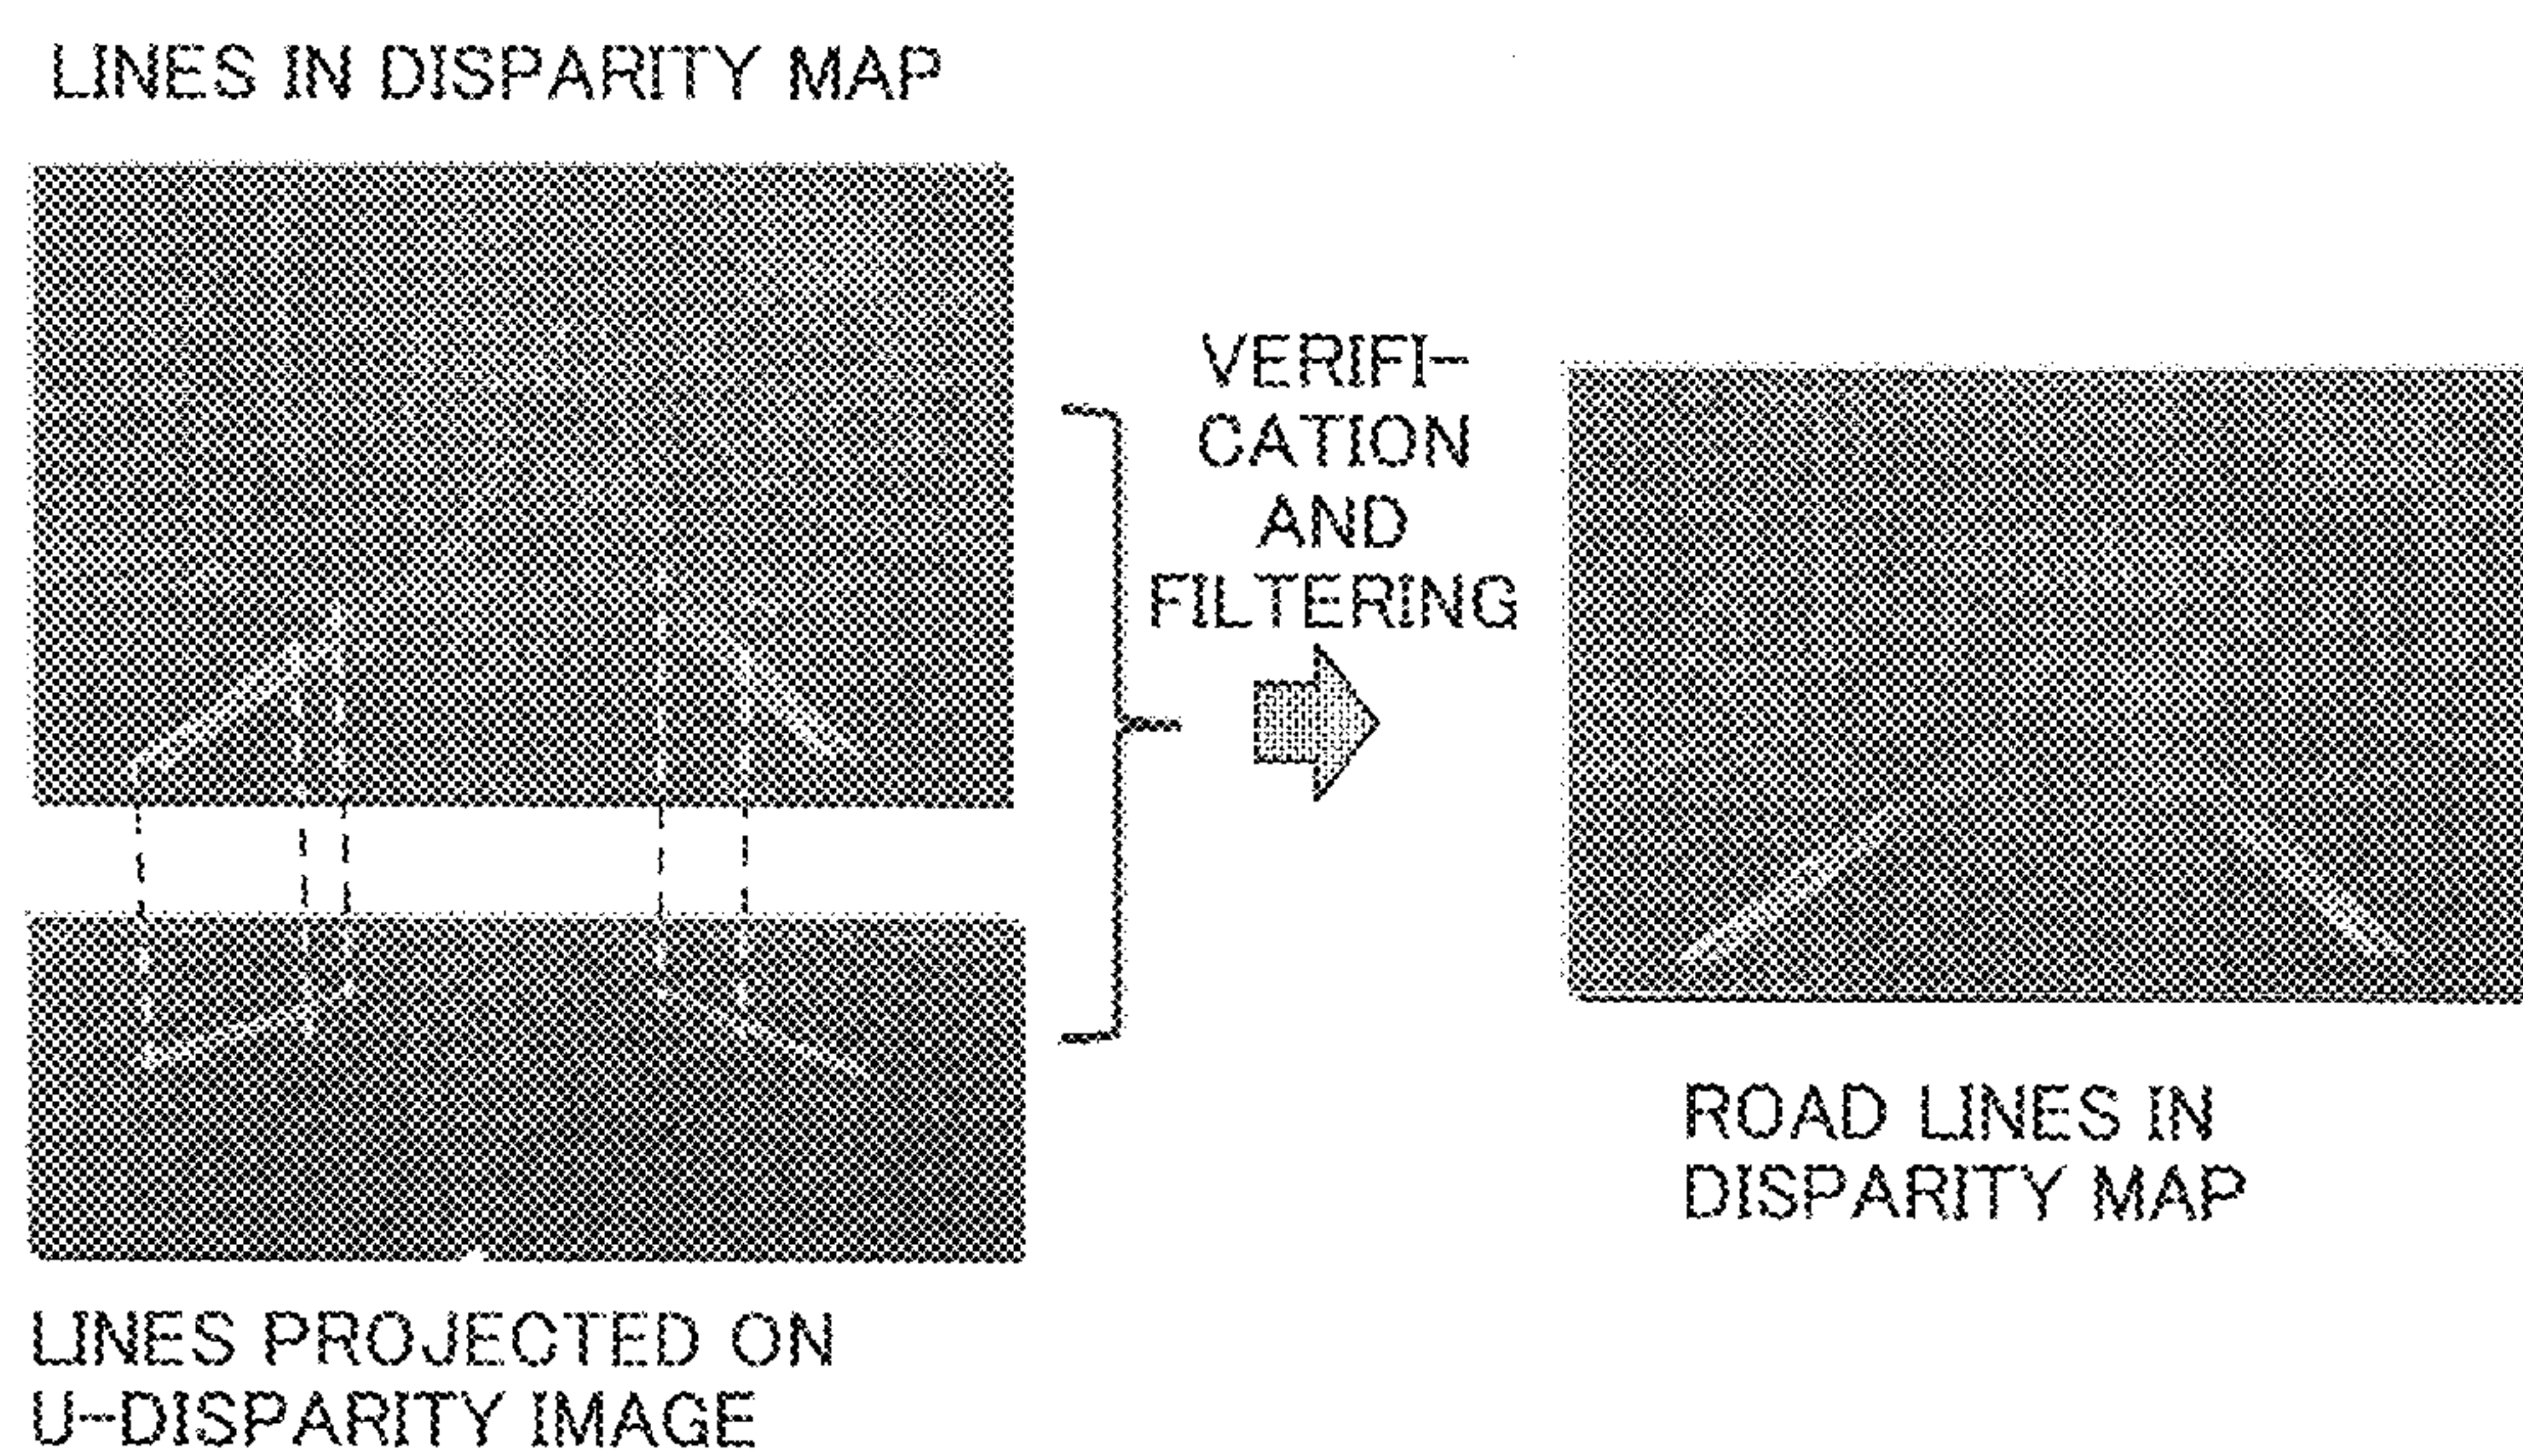 LINES IN DISPARITY MAP
VERIFI-
CATION
AND
FILTERING
ROAD LINES IN
DISPARITY MAP
LINES PROJECTED ON
U-DISPARITY IMAGE